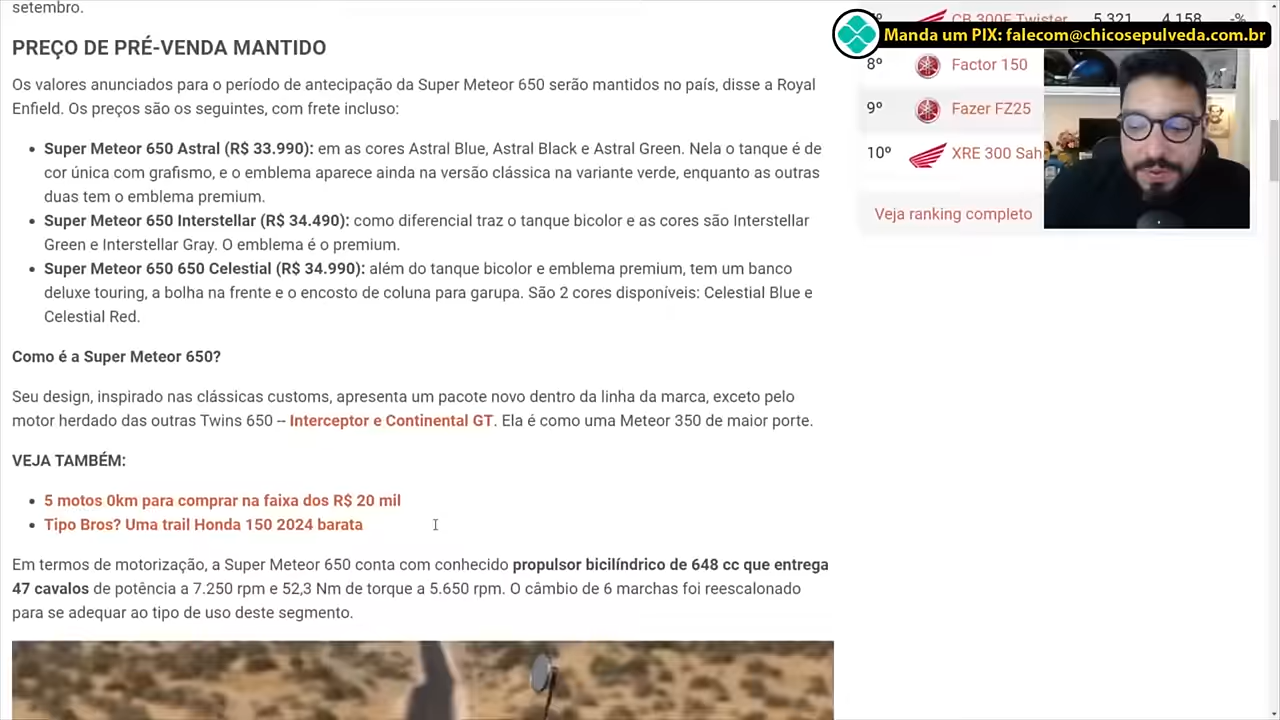 setembro.
PREÇO DE PRÉ-VENDA MANTIDO
Os valores anunciados para o período de antecipação da Super Meteor 650 serão mantidos no país, disse a Royal
Enfield. Os preços são os seguintes, com frete incluso:
• Super Meteor 650 Astral (R$ 33.990): em as cores Astral Blue, Astral Black e Astral Green. Nela o tanque é de
cor única com grafismo, e o emblema aparece ainda na versão clássica na variante verde, enquanto as outras
duas tem o emblema premium.
• Super Meteor 650 Interstellar (R$ 34.490): como diferencial traz o tanque bicolor e as cores são Interstellar
Green e Interstellar Gray. O emblema é o premium.
• Super Meteor 650 650 Celestial (R$ 34.990): além do tanque bicolor e emblema premium, tem um banco
deluxe touring, a bolha na frente e o encosto de coluna para garupa. São 2 cores disponíveis: Celestial Blue e
Celestial Red.
Como é a Super Meteor 650?
Seu design, inspirado nas clássicas customs, apresenta um pacote novo dentro da linha da marca, exceto pelo
motor herdado das outras Twins 650 -- Interceptor e Continental GT. Ela é como uma Meteor 350 de maior porte.
VEJA TAMBÉM:
• 5 motos 0km para comprar na faixa dos R$ 20 mil
• Tipo Bros? Uma trail Honda 150 2024 barata
Em termos de motorização, a Super Meteor 650 conta com conhecido propulsor bicilíndrico de 648 cc que entrega
47 cavalos de potência a 7.250 rpm e 52,3 Nm de torque a 5.650 rpm. O câmbio de 6 marchas foi reescalonado
para se adequar ao tipo de uso deste segmento.
CB 300F Twister 5.321 4.158 -%
Manda um PIX: falecom@chicosepulveda.com.br
8º Factor 150
9º Fazer FZ25
10º XRE 300 Sah
Veja ranking completo